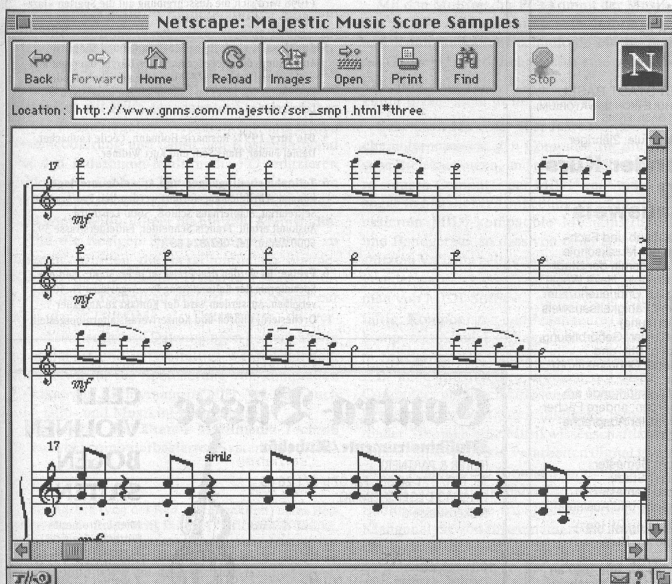 Netscape: Majestic Music Score Samples
Back Forward Home Reload Images Open Print Find Stop N
Location: http://www.gnms.com/majestic/scr_smp1.html#three
17
mf
mf
mf
17
simile
mf
?